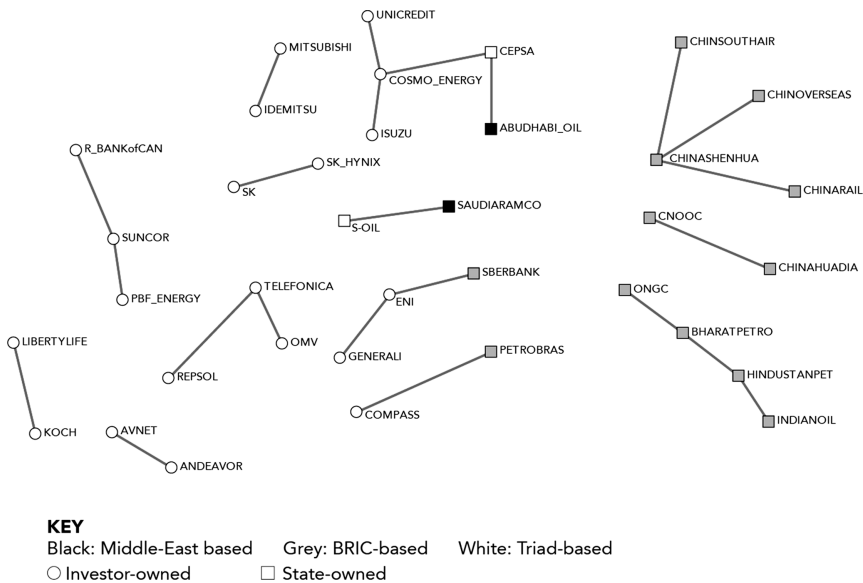 UNICREDIT
CHINSOUTHAIR
MITSUBISHI
CEPSA
COSMO_ENERGY
CHINOVERSEAS
IDEMITSU
ABUDHABI_OIL
ISUZU
R_BANKofCAN
SK_HYNIX
CHINASHENHUA
SK
CHINARAIL
SAUDIARAMCO
S-OIL
CNOOC
SUNCOR
CHINAHUADIA
SBERBANK
TELEFONICA
ONGC
PBF_ENERGY
ENI
BHARATPETRO
LIBERTYLIFE
OMV
PETROBRAS
GENERALI
REPSOL
HINDUSTANPET
COMPASS
INDIANOIL
KOCH
AVNET
ANDEAVOR
KEY
Black: Middle-East based Grey: BRIC-based White: Triad-based
Investor-owned State-owned